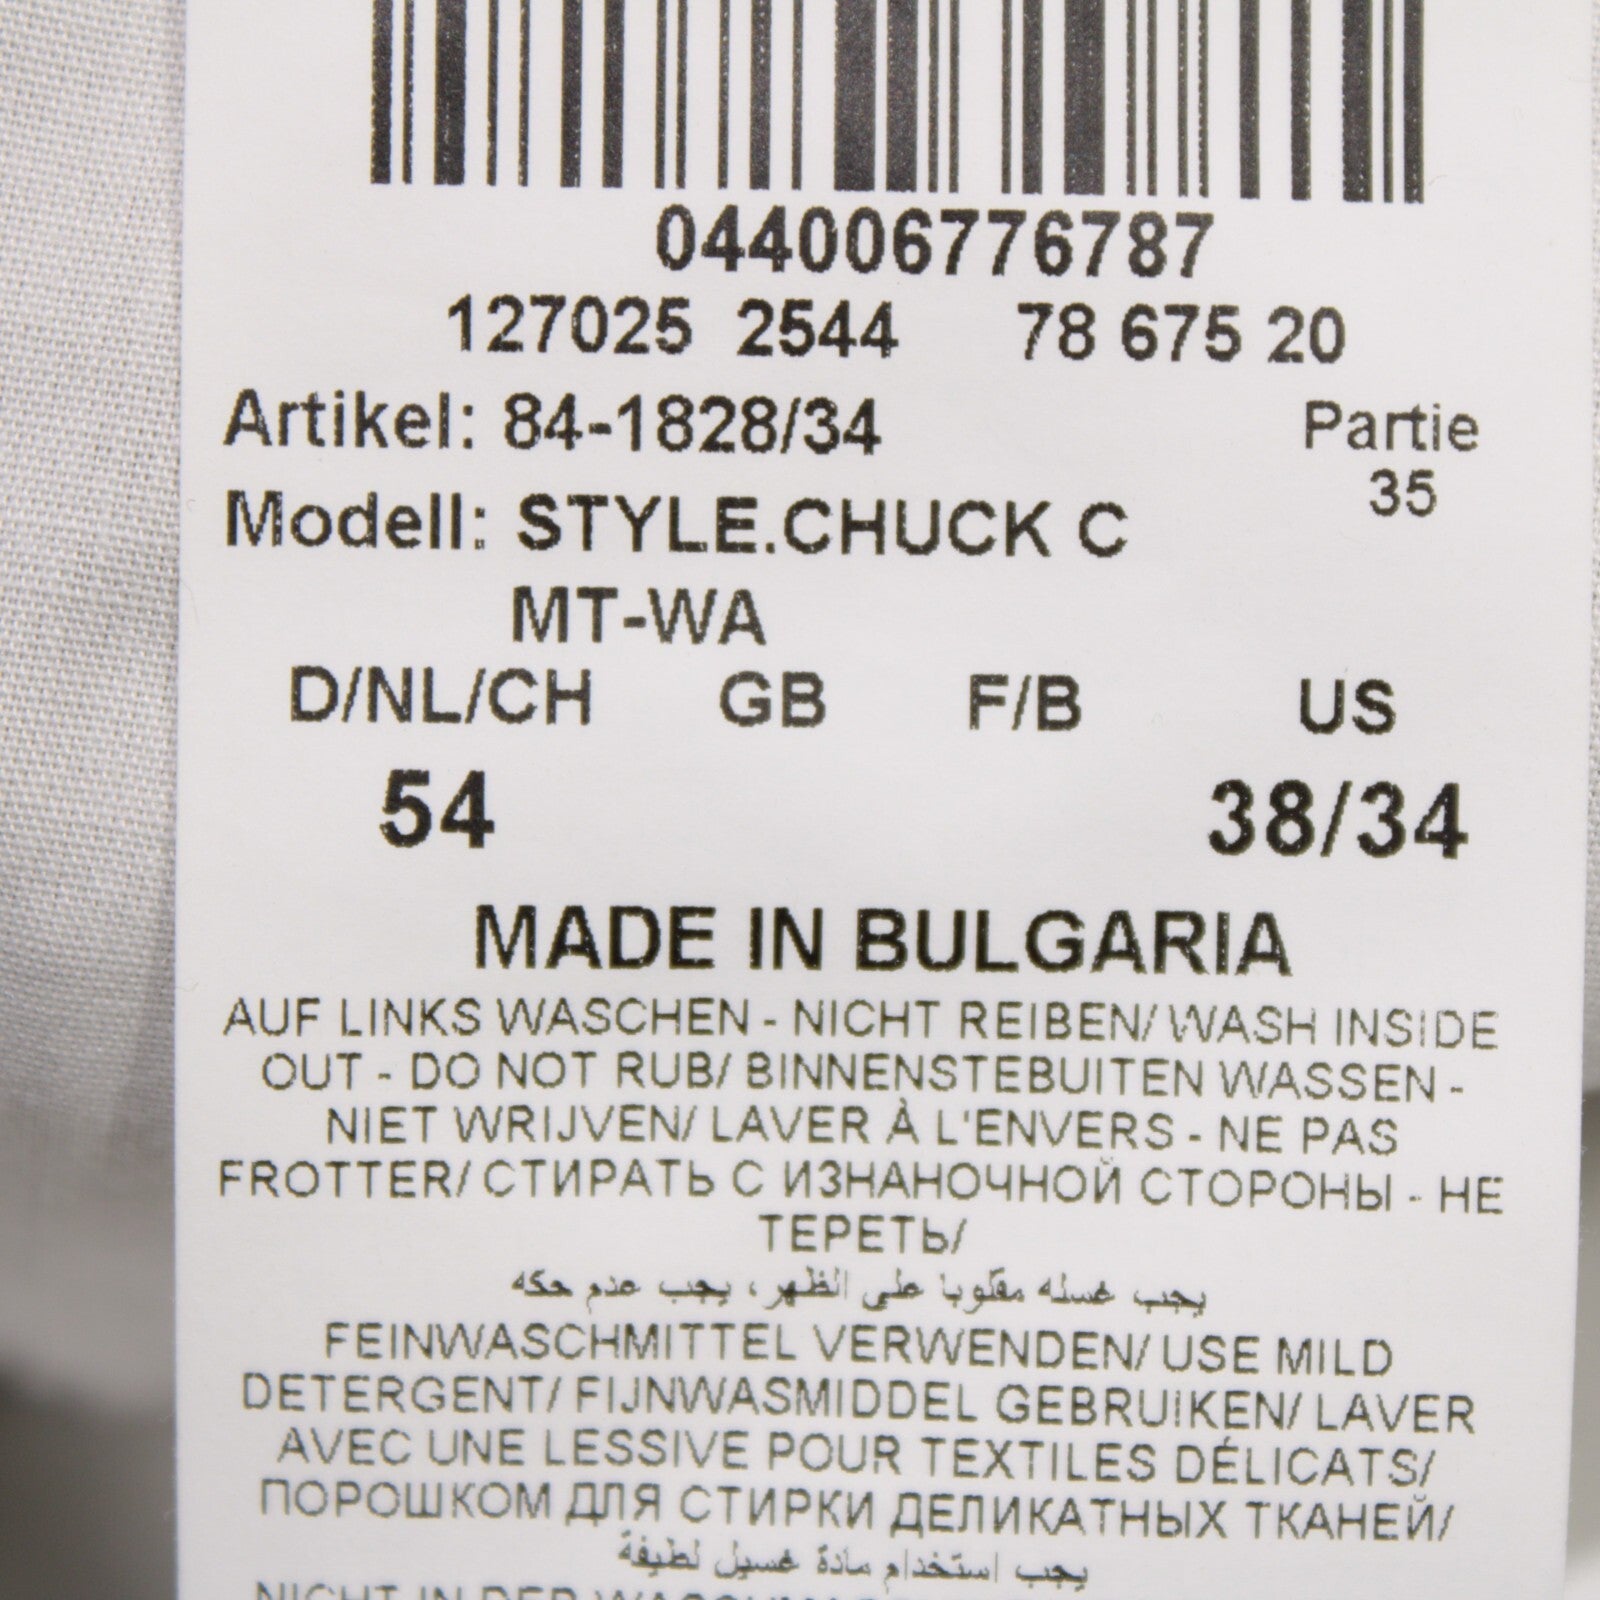 044006776787
127025 2544 78 675 20
Artikel: 84-1828/34 Partie
35
Modell: STYLE.CHUCK C
MT-WA
D/NL/CH GB F/B US
54 38/34
MADE IN BULGARIA
AUF LINKS WASCHEN - NICHT REIBEN/ WASH INSIDE
OUT - DO NOT RUB/ BINNENSTEBUITEN WASSEN -
NIET WRIJVEN/ LAVER À L'ENVERS - NE PAS
FROTTER/ СТИРАТЬ С ИЗНАНОЧНОЙ СТОРОНЫ - НЕ
ТЕРЕТЬ/
يجب غسله مقلوبا على الظهر، يجب عدم حكه
FEINWASCHMITTEL VERWENDEN/ USE MILD
DETERGENT/ FIJNWASMIDDEL GEBRUIKEN/ LAVER
AVEC UNE LESSIVE POUR TEXTILES DÉLICATS/
ПОРОШКОМ ДЛЯ СТИРКИ ДЕЛИКАТНЫХ ТКАНЕЙ/
يجب استخدام مادة غسيل لطيفة
NICHT IN DER